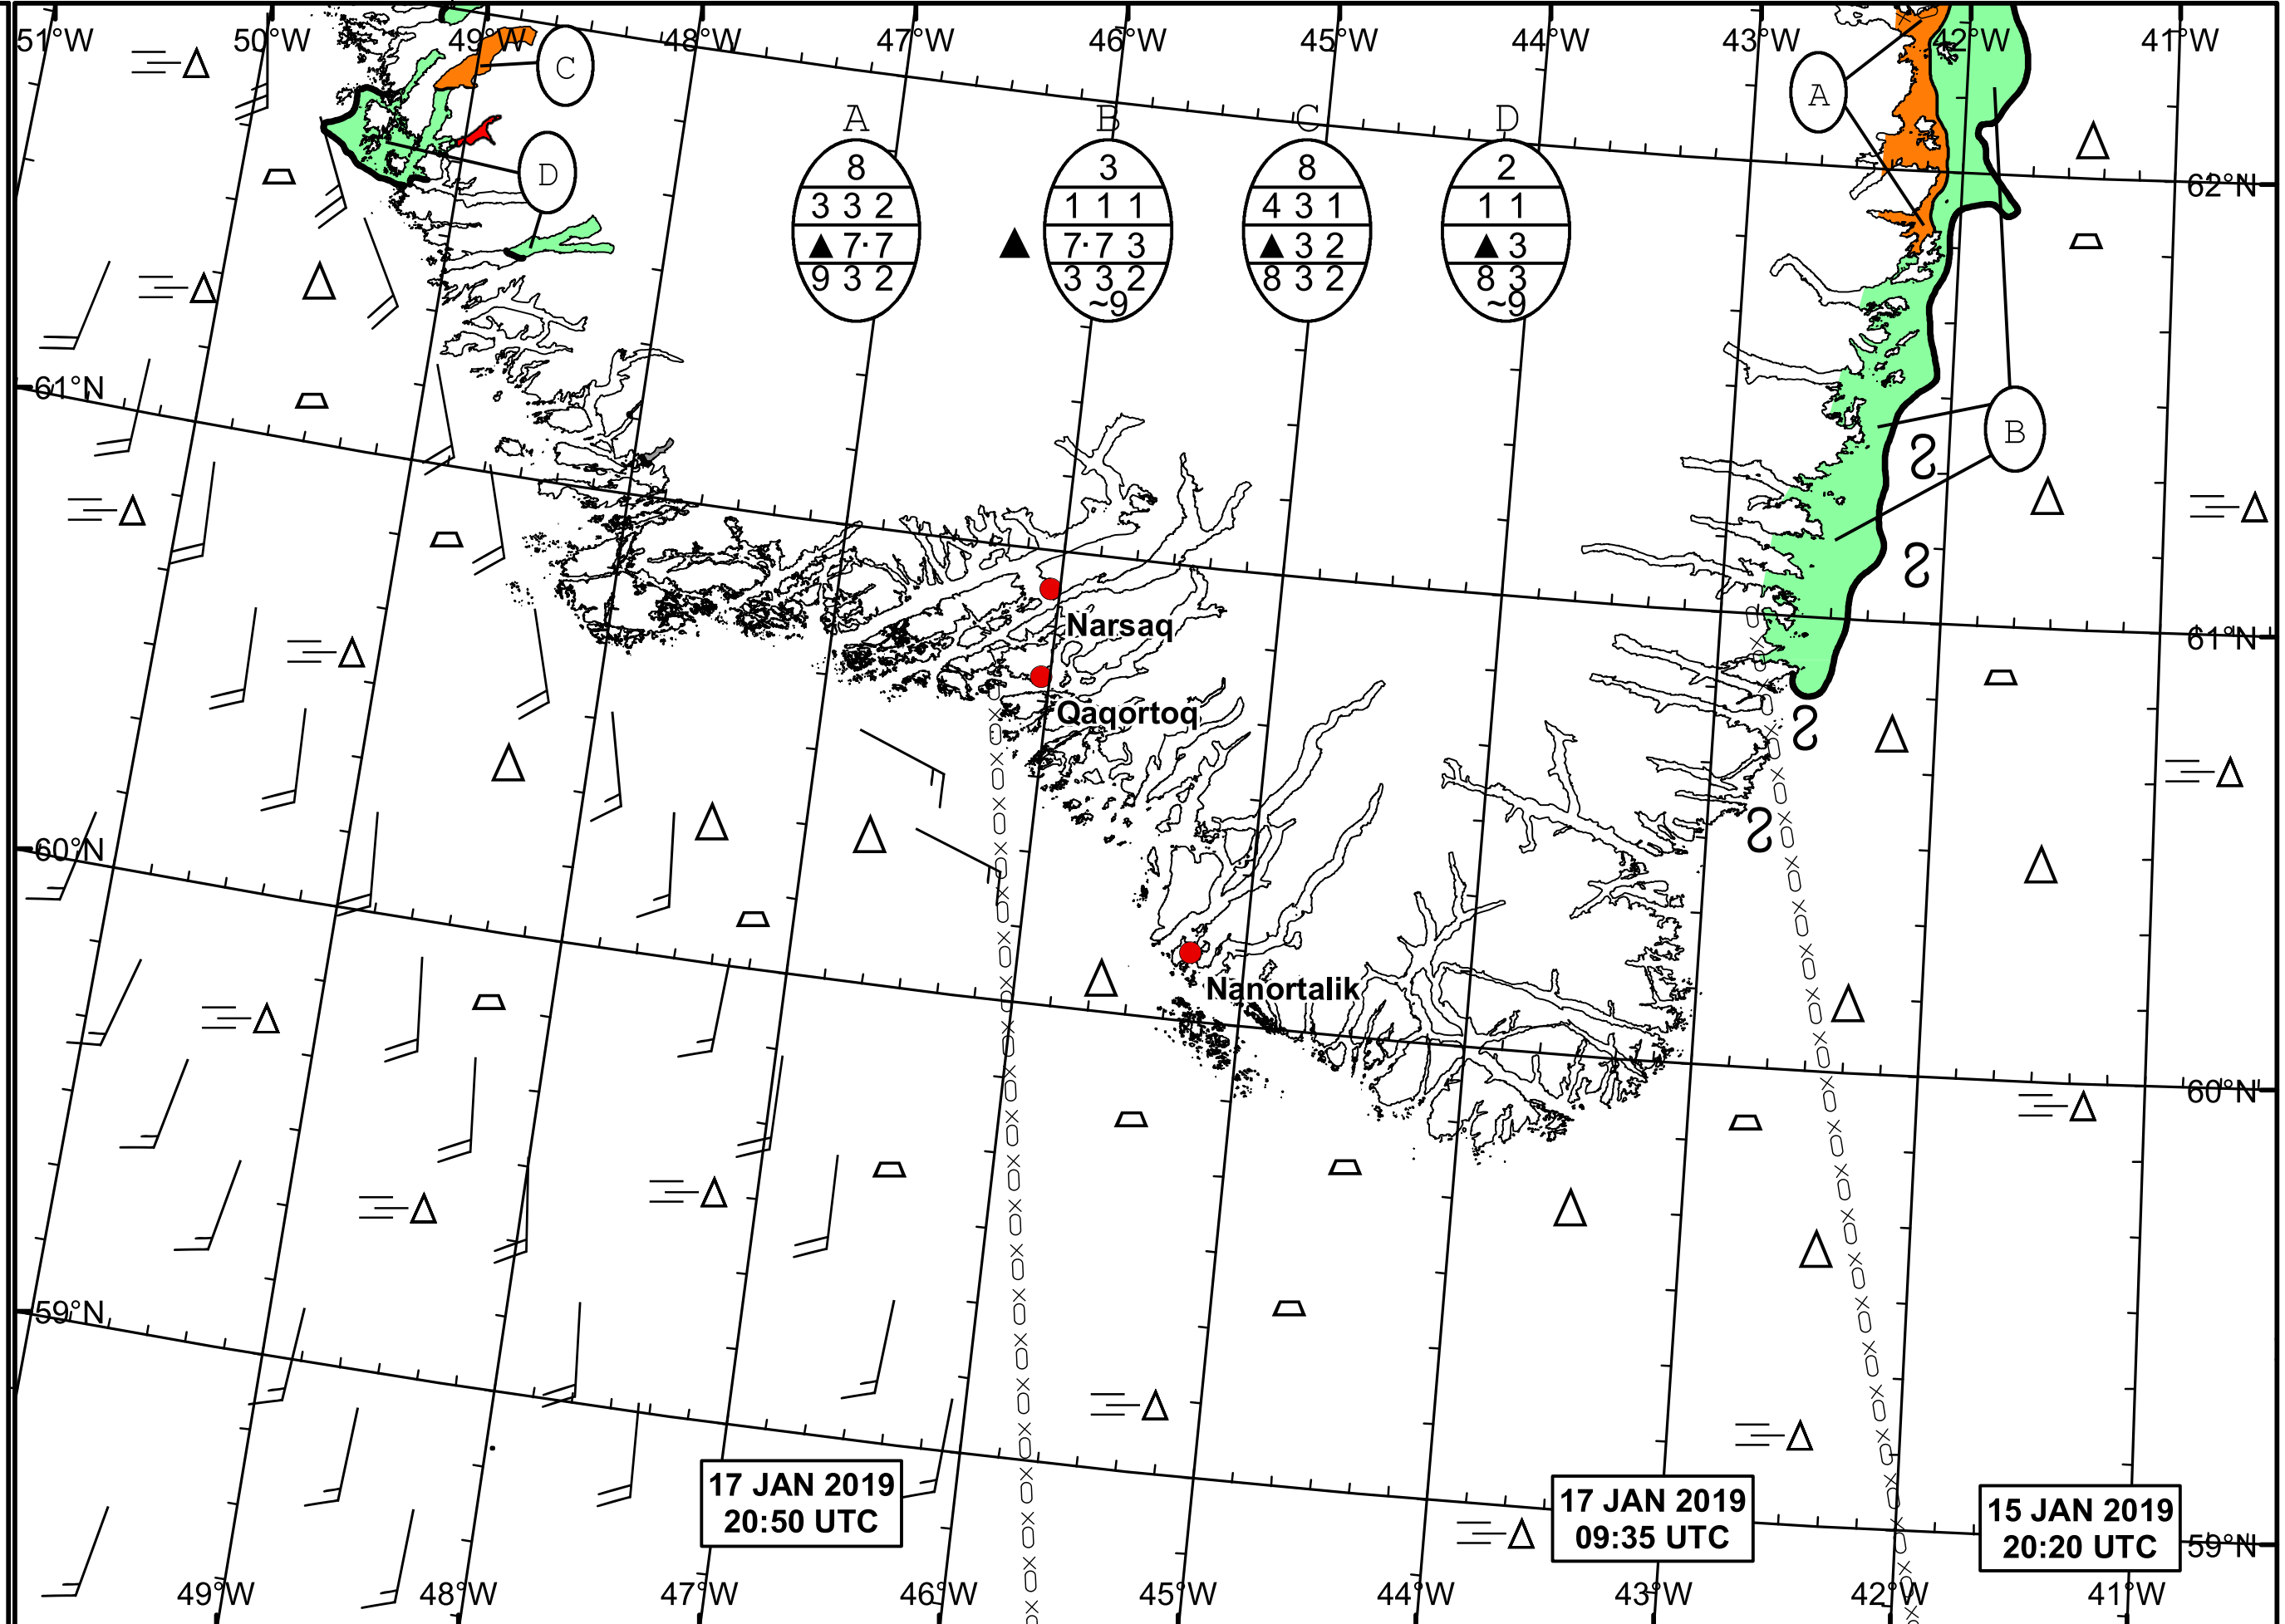 51°W 50°W 49°W 48°W 47°W 46°W 45°W 44°W 43°W 42°W 41°W
C
A
A B C D
8 3 8 2
3 3 2 1 1 1 4 3 1 1 1
▲ 7·7 ▲ 7·7 3 ▲ 3 2 ▲ 3
9 3 2 3 3 2 8 3 2 8 3
~9 ~9
D
62°N
61°N
B
Narsaq
61°N
Qaqortoq
60°N
Nanortalik
60°N
59°N
17 JAN 2019
20:50 UTC
17 JAN 2019
09:35 UTC
15 JAN 2019
20:20 UTC
59°N
49°W 48°W 47°W 46°W 45°W 44°W 43°W 42°W 41°W